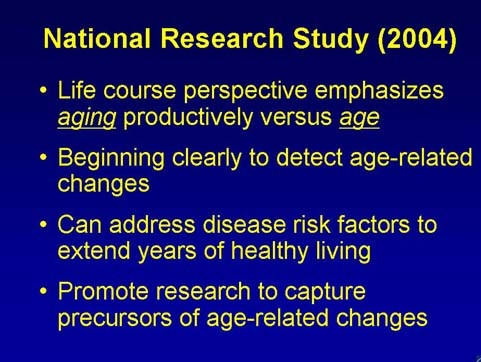 National Research Study (2004)
• Life course perspective emphasizes
aging productively versus age
• Beginning clearly to detect age-related
changes
• Can address disease risk factors to
extend years of healthy living
• Promote research to capture
precursors of age-related changes